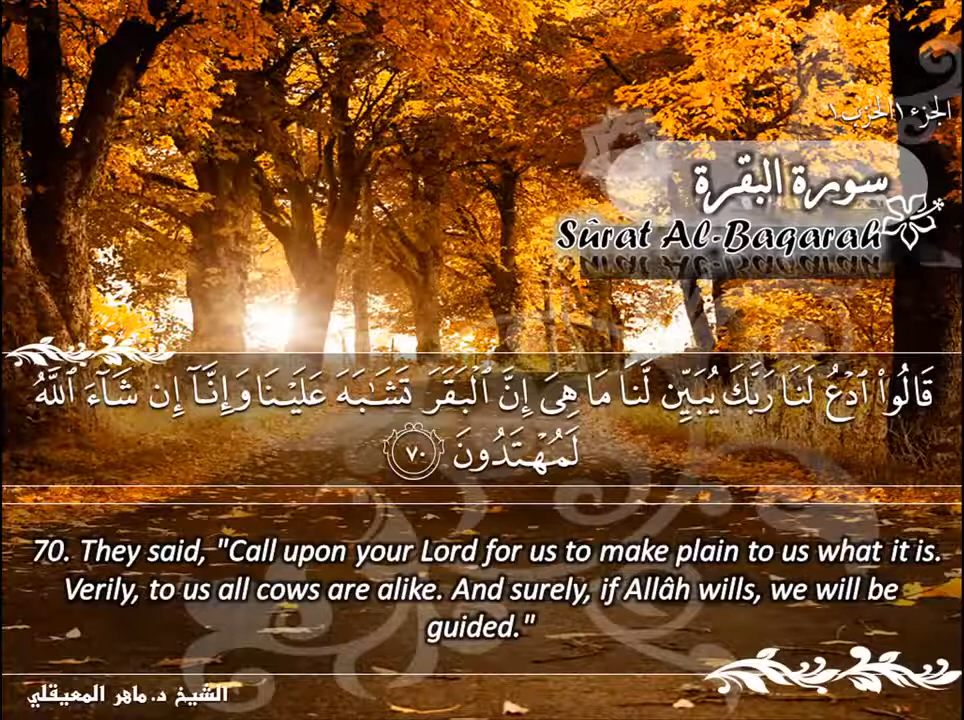 الجزء ١ الحزب ١
سورة البقرة
Sûrat Al-Baqarah
قَالُواْ ٱدۡعُ لَنَا رَبَّكَ يُبَيِّن لَّنَا مَا هِىَ إِنَّ ٱلۡبَقَرَ تَشَٰبَهَ عَلَيۡنَا وَإِنَّآ إِن شَآءَ ٱللَّهُ
لَمُهۡتَدُونَ ٧٠
70. They said, "Call upon your Lord for us to make plain to us what it is.
Verily, to us all cows are alike. And surely, if Allâh wills, we will be
guided."
الشيخ د. ماهر المعيقلي